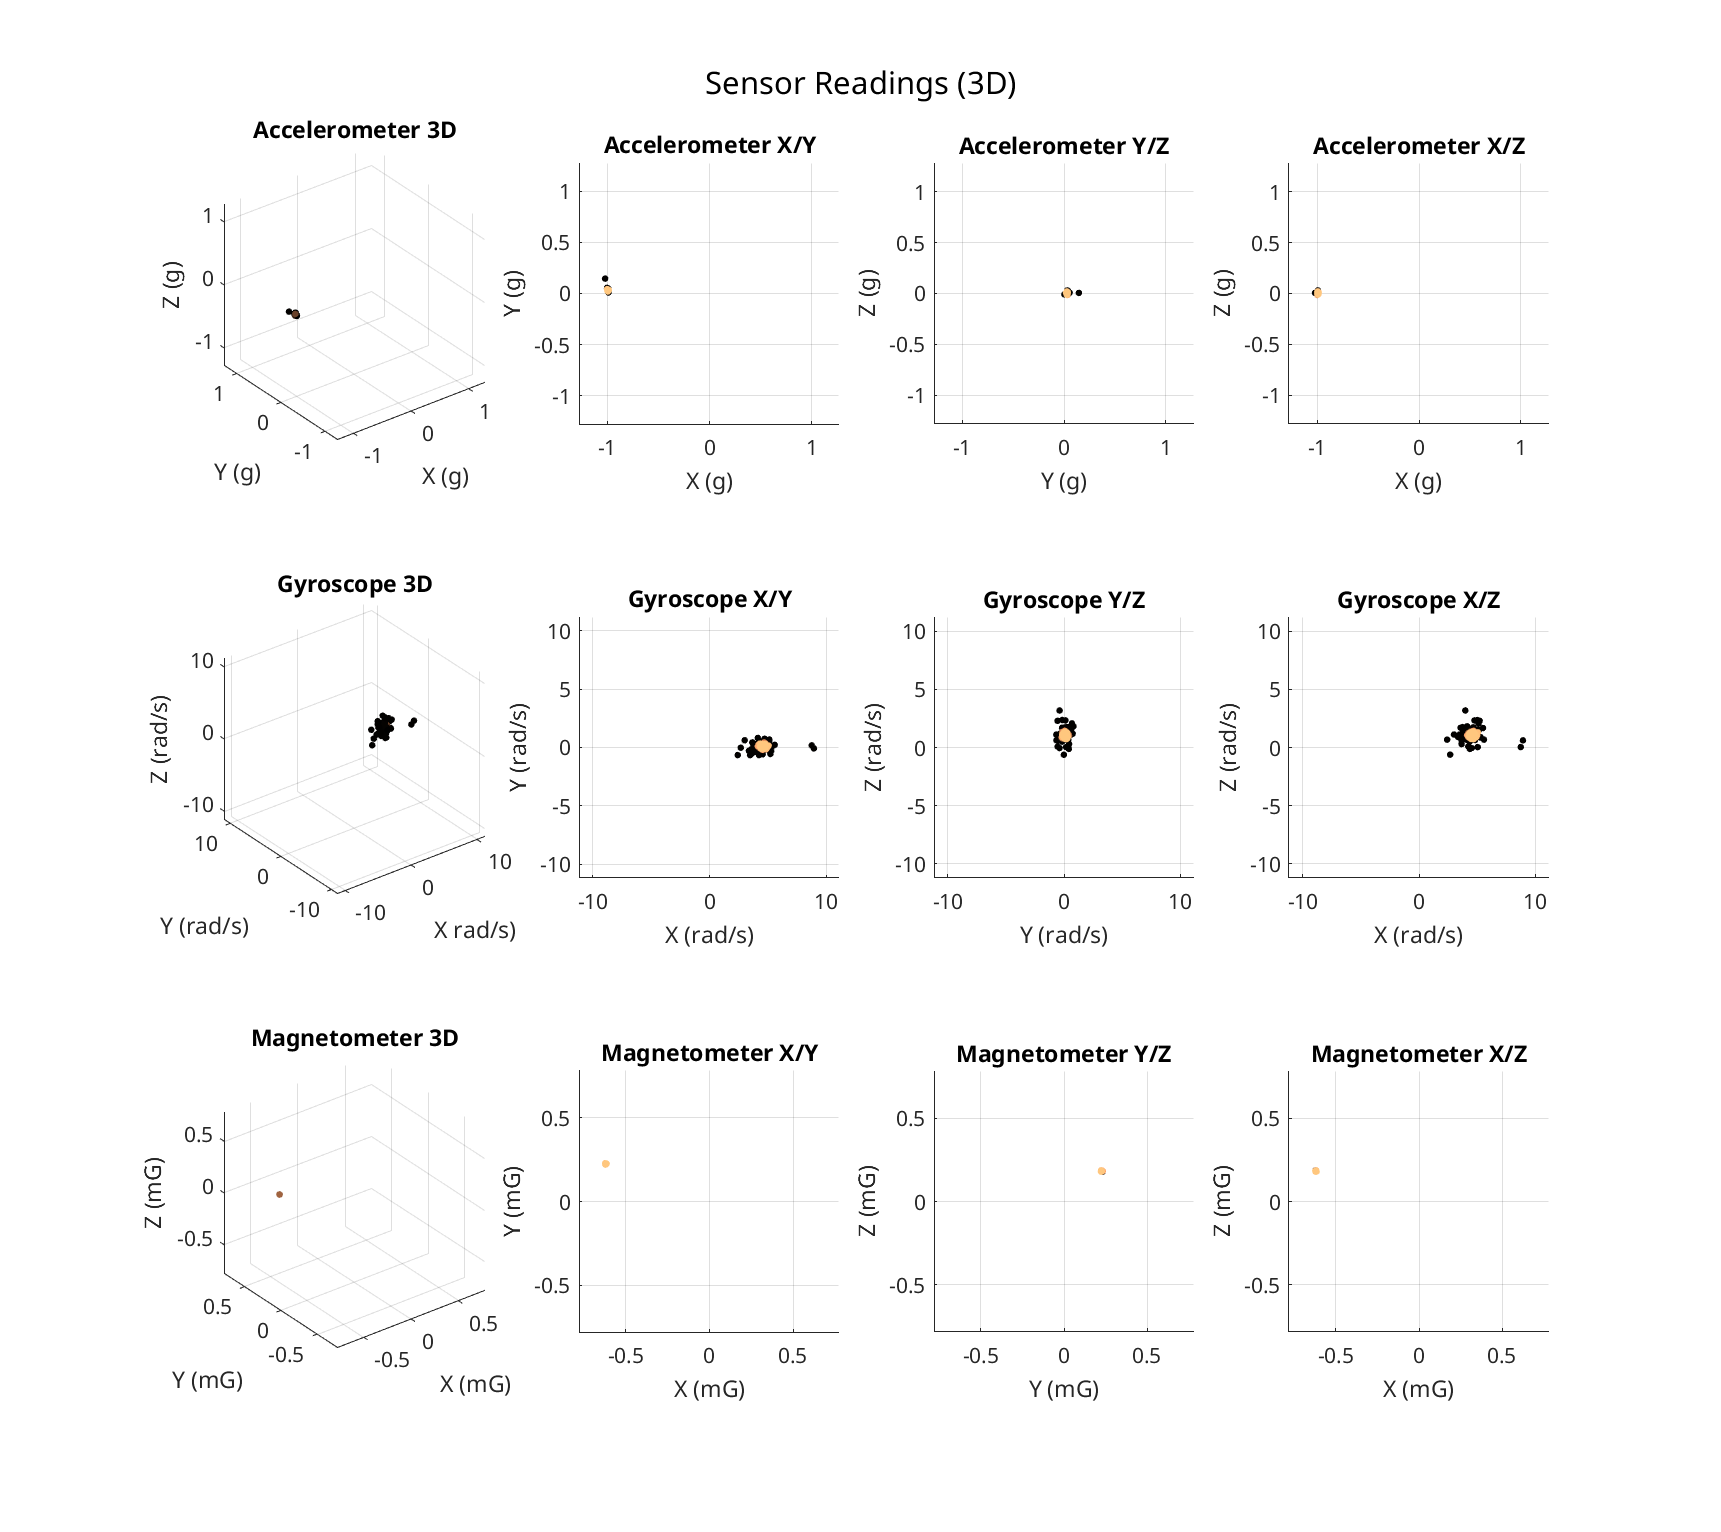 Sensor Readings (3D)
Accelerometer 3D
1
0
-1
Z (g)
1
0
-1
Y (g)
-1
0
1
X (g)
Accelerometer X/Y
1
0.5
0
-0.5
-1
Y (g)
-1
0
1
X (g)
Accelerometer Y/Z
1
0.5
0
-0.5
-1
Z (g)
-1
0
1
Y (g)
Accelerometer X/Z
1
0.5
0
-0.5
-1
Z (g)
-1
0
1
X (g)
Gyroscope 3D
10
0
-10
Z (rad/s)
10
0
-10
Y (rad/s)
-10
0
10
X rad/s)
Gyroscope X/Y
10
5
0
-5
-10
Y (rad/s)
-10
0
10
X (rad/s)
Gyroscope Y/Z
10
5
0
-5
-10
Z (rad/s)
-10
0
10
Y (rad/s)
Gyroscope X/Z
10
5
0
-5
-10
Z (rad/s)
-10
0
10
X (rad/s)
Magnetometer 3D
0.5
0
-0.5
Z (mG)
0.5
0
-0.5
Y (mG)
-0.5
0
0.5
X (mG)
Magnetometer X/Y
0.5
0
-0.5
Y (mG)
-0.5
0
0.5
X (mG)
Magnetometer Y/Z
0.5
0
-0.5
Z (mG)
-0.5
0
0.5
Y (mG)
Magnetometer X/Z
0.5
0
-0.5
Z (mG)
-0.5
0
0.5
X (mG)